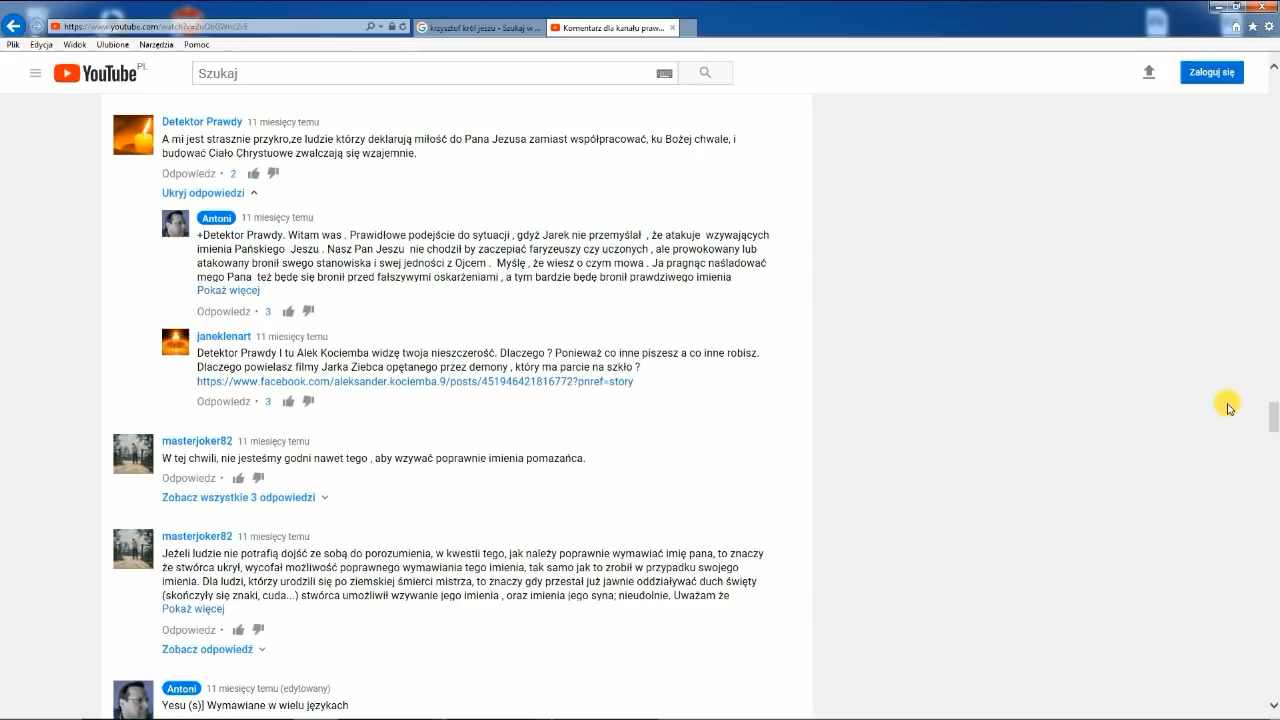 https://www.youtube.com/watch?v=2uObGWnc2vE
krzysztof król jeszu - Szukaj w ...
Komentarz dla kanału praw...
Plik Edycja Widok Ulubione Narzędzia Pomoc
YouTube PL
Szukaj
Zaloguj się
Detektor Prawdy 11 miesięcy temu
A mi jest strasznie przykro,ze ludzie którzy deklarują miłość do Pana Jezusa zamiast współpracować, ku Bożej chwale, i
budować Ciało Chrystuowe zwalczają się wzajemnie.
Odpowiedz • 2
Ukryj odpowiedzi
Antoni 11 miesięcy temu
+Detektor Prawdy. Witam was . Prawidłowe podejście do sytuacji , gdyż Jarek nie przemyślał , że atakuje wzywających
imienia Pańskiego Jeszu . Nasz Pan Jeszu nie chodził by zaczepiać faryzeuszy czy uczonych , ale prowokowany lub
atakowany bronił swego stanowiska i swej jedności z Ojcem . Myślę , że wiesz o czym mowa . Ja pragnąc naśladować
mego Pana też będę się bronił przed fałszywymi oskarżeniami , a tym bardzie będę bronił prawdziwego imienia
Pokaż więcej
Odpowiedz • 3
janeklenart 11 miesięcy temu
Detektor Prawdy I tu Alek Kociemba widzę twoja nieszczerość. Dlaczego ? Ponieważ co inne piszesz a co inne robisz.
Dlaczego powielasz filmy Jarka Ziebca opętanego przez demony , który ma parcie na szkło ?
https://www.facebook.com/aleksander.kociemba.9/posts/451946421816772?pnref=story
Odpowiedz • 3
masterjoker82 11 miesięcy temu
W tej chwili, nie jesteśmy godni nawet tego , aby wzywać poprawnie imienia pomazańca.
Odpowiedz •
Zobacz wszystkie 3 odpowiedzi
masterjoker82 11 miesięcy temu
Jeżeli ludzie nie potrafią dojść ze sobą do porozumienia, w kwestii tego, jak należy poprawnie wymawiać imię pana, to znaczy
że stwórca ukrył, wycofał możliwość poprawnego wymawiania tego imienia, tak samo jak to zrobił w przypadku swojego
imienia. Dla ludzi, którzy urodzili się po ziemskiej śmierci mistrza, to znaczy gdy przestał już jawnie oddziaływać duch święty
(skończyły się znaki, cuda...) stwórca umożliwił wzywanie jego imienia , oraz imienia jego syna; nieudolnie. Uważam że
Pokaż więcej
Odpowiedz •
Zobacz odpowiedź
Antoni 11 miesięcy temu (edytowany)
Yesu (s)] Wymawiane w wielu językach